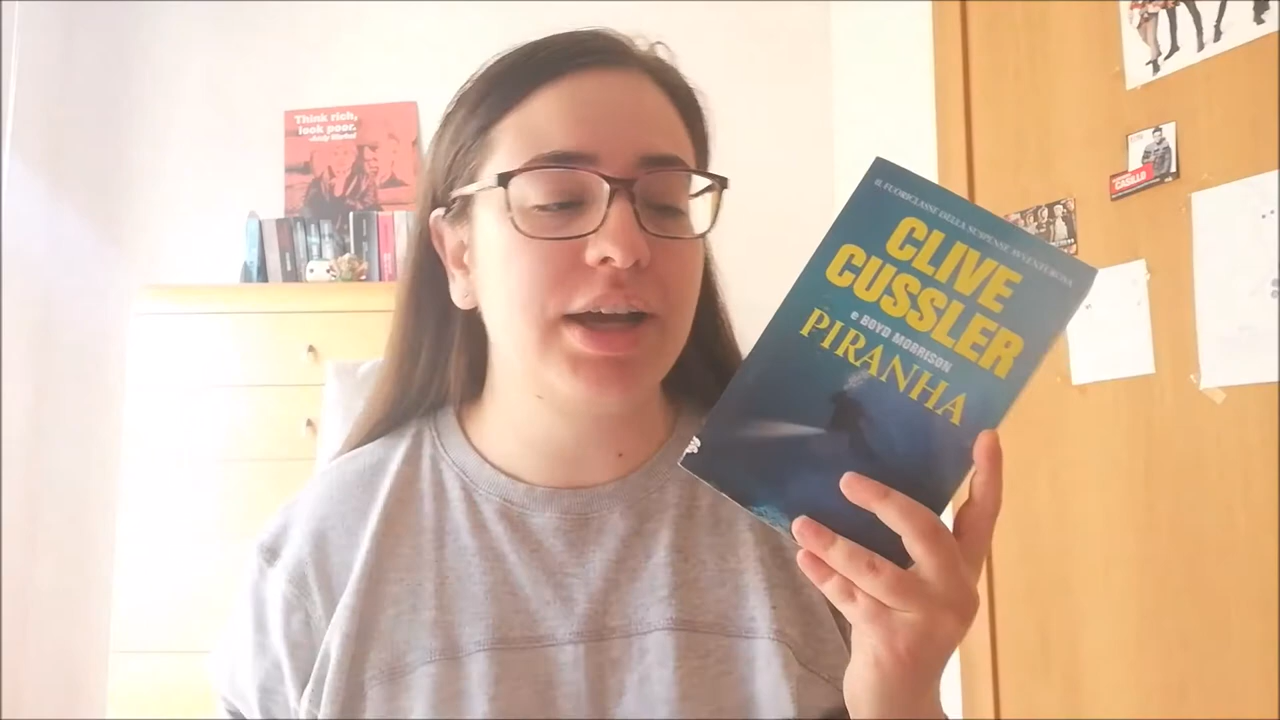 Think rich,
look poor.
IL FUORICLASSE DELLA SUSPENSE AVVENTUROSA
CLIVE
CUSSLER
e BOYD MORRISON
PIRANHA
CASILLO